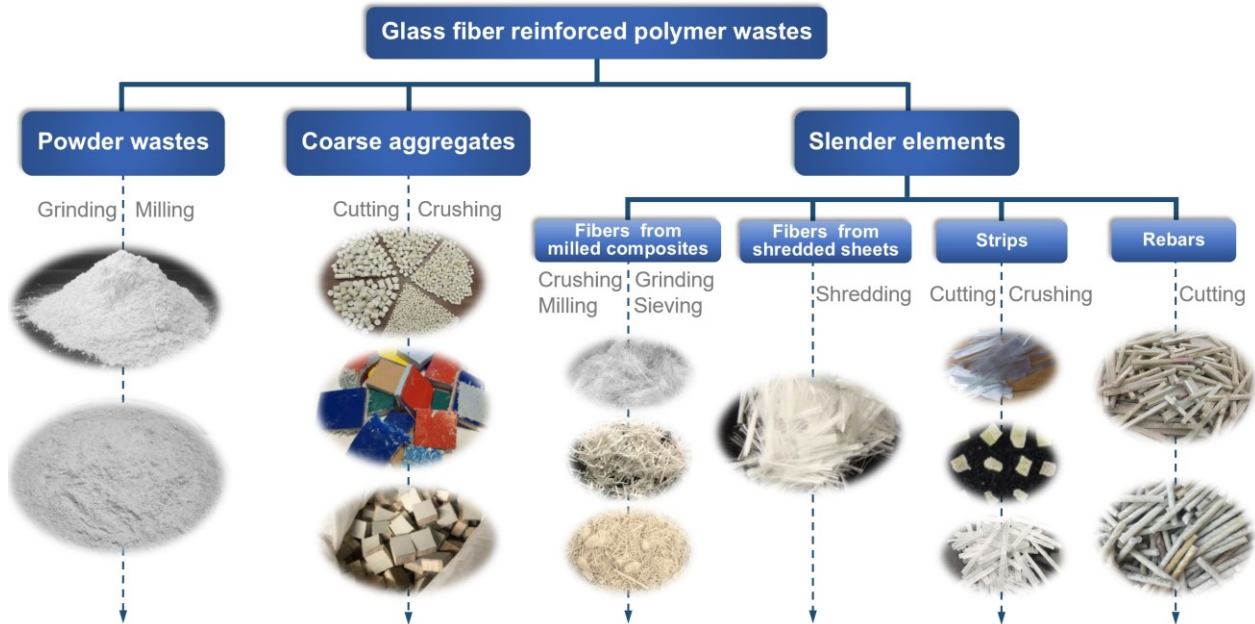 Glass fiber reinforced polymer wastes
Powder wastes
Coarse aggregates
Slender elements
Grinding Milling
Cutting Crushing
Fibers from
milled composites
Fibers from
shredded sheets
Strips
Rebars
Crushing Grinding
Milling Sieving
Shredding
Cutting Crushing
Cutting